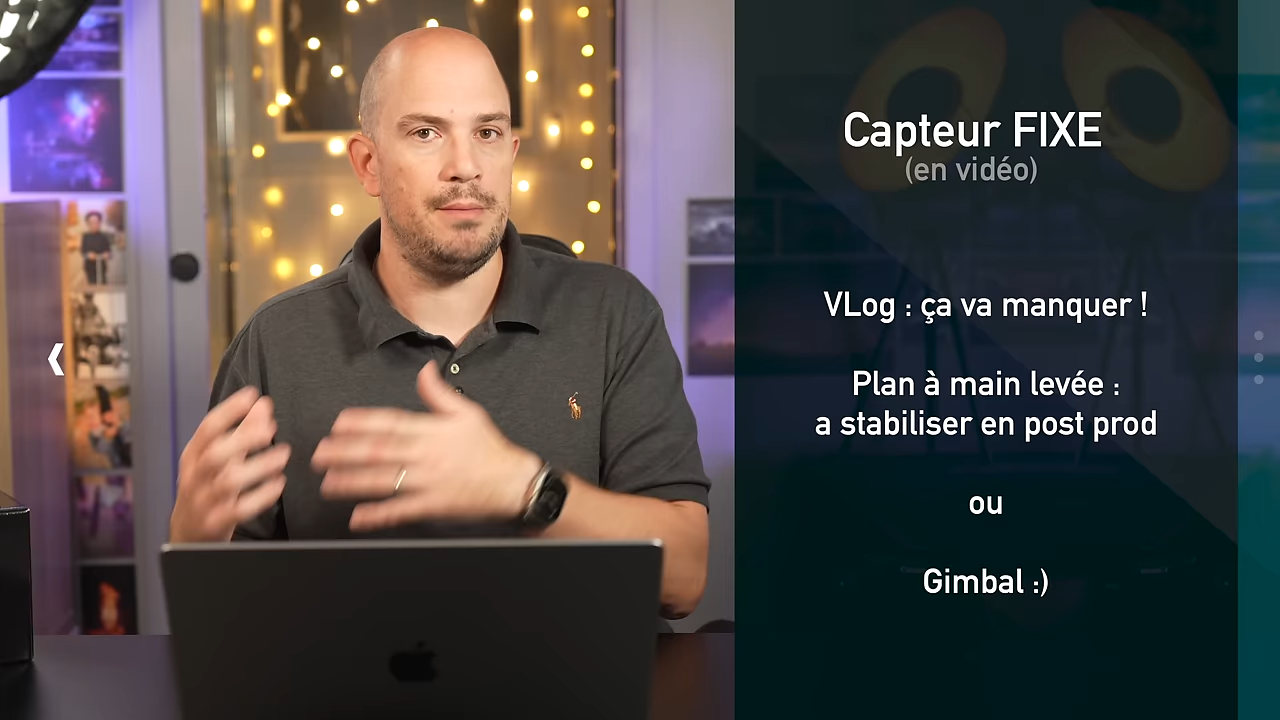 Capteur FIXE
(en vidéo)
VLog : ça va manquer !
Plan à main levée :
a stabiliser en post prod
ou
Gimbal :)